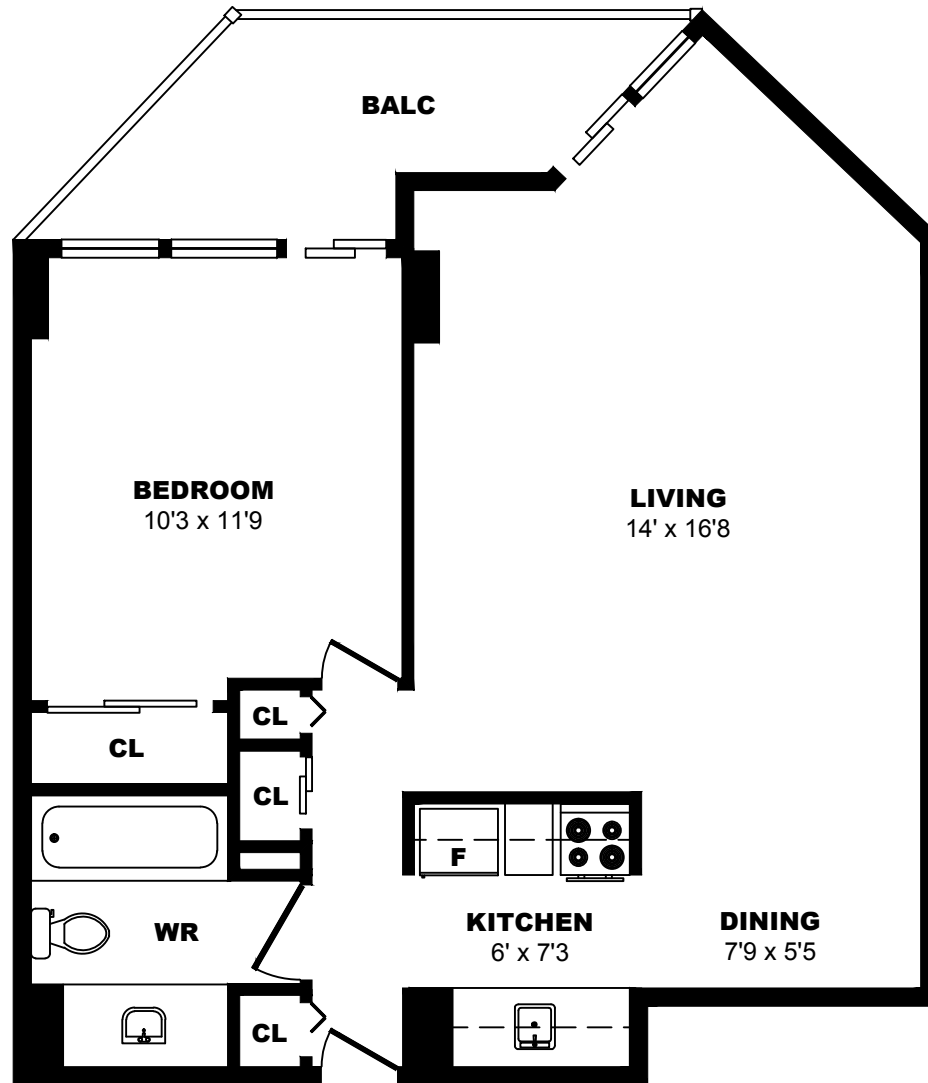 BALC
BEDROOM
10'3 x 11'9
LIVING
14' x 16'8
CL
CL
CL
F
WR
KITCHEN
6' x 7'3
DINING
7'9 x 5'5
CL